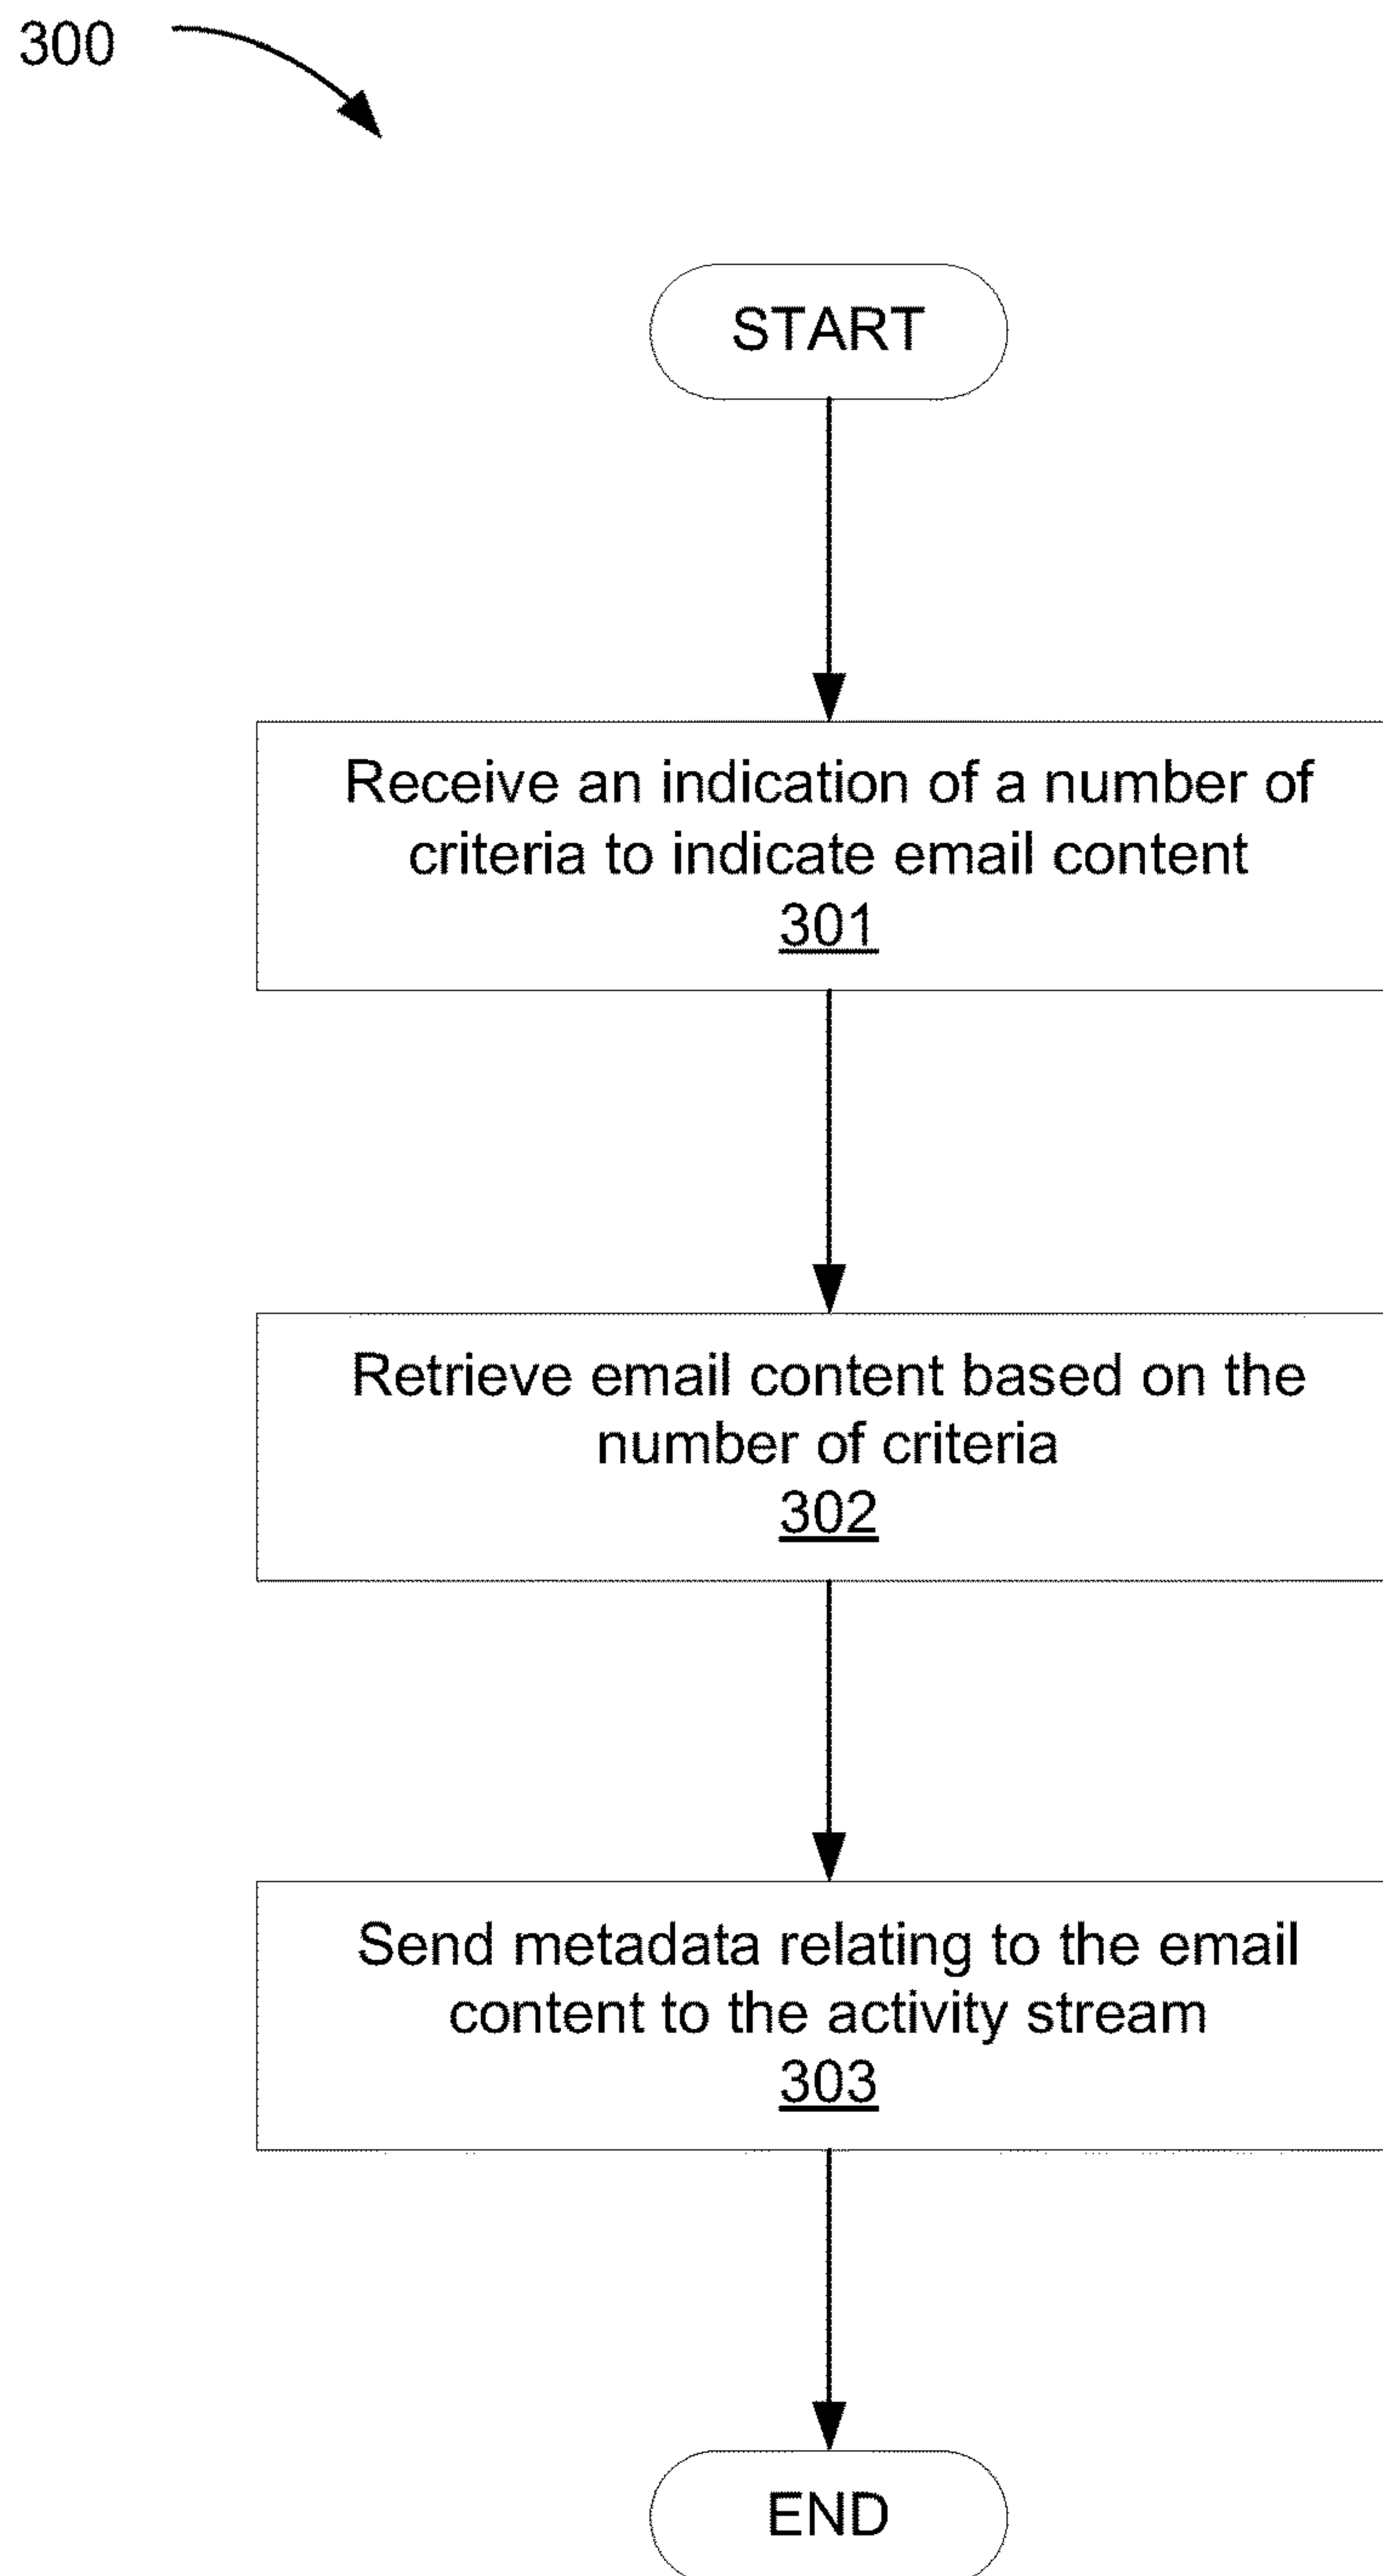 300
START
Receive an indication of a number of
criteria to indicate email content
301
Retrieve email content based on the
number of criteria
302
Send metadata relating to the email
content to the activity stream
303
END